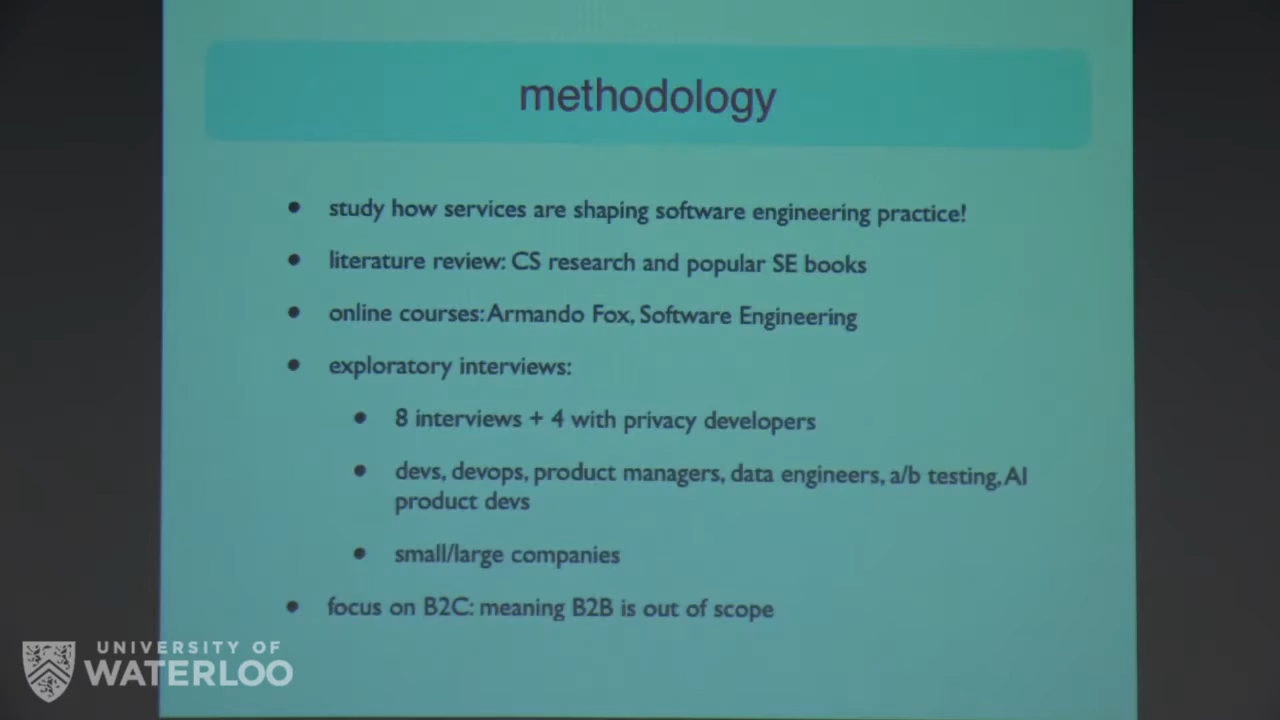 methodology
• study how services are shaping software engineering practice!
• literature review: CS research and popular SE books
• online courses: Armando Fox, Software Engineering
• exploratory interviews:
• 8 interviews + 4 with privacy developers
• devs, devops, product managers, data engineers, a/b testing, AI
product devs
• small/large companies
• focus on B2C: meaning B2B is out of scope
UNIVERSITY OF
WATERLOO